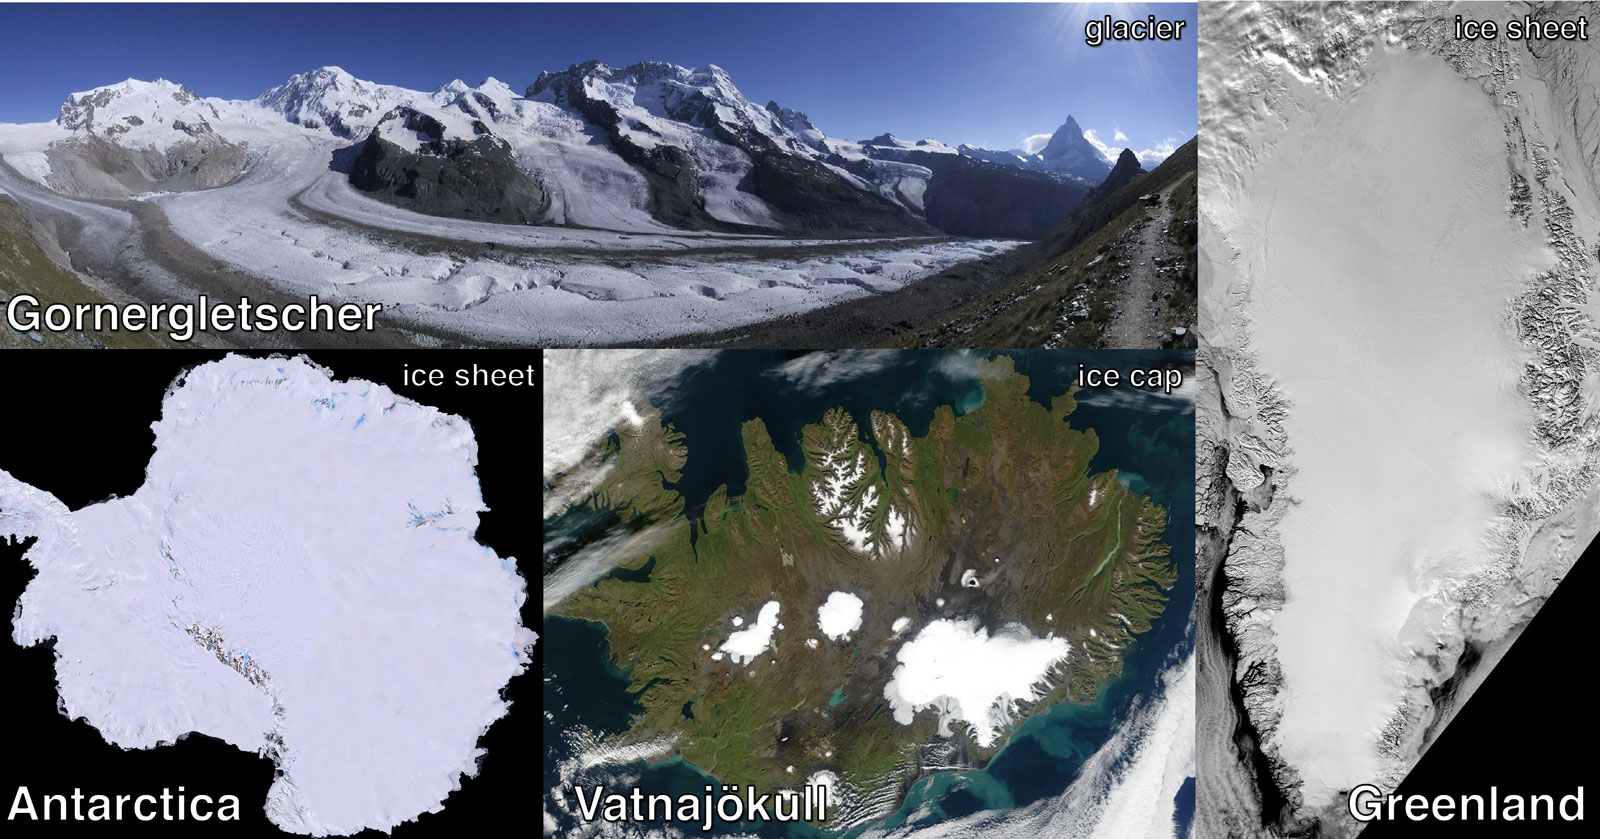 glacier
Gornergletscher
ice sheet
Antarctica
ice cap
Vatnajökull
ice sheet
Greenland